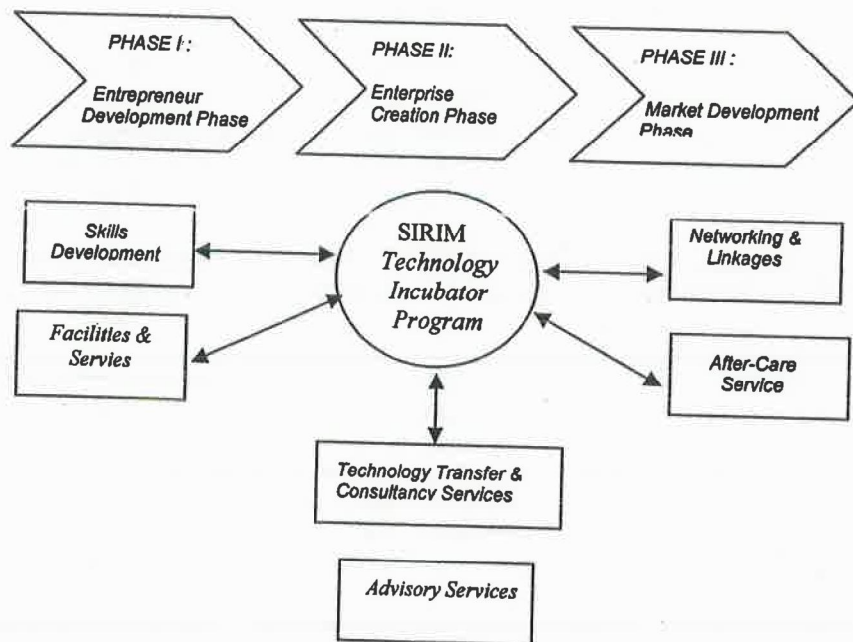 PHASE I :
Entrepreneur
Development Phase
PHASE II:
Enterprise
Creation Phase
PHASE III :
Market Development
Phase
Skills
Development
SIRIM
Technology
Incubator
Program
Networking &
Linkages
Facilities &
Servies
After-Care
Service
Technology Transfer &
Consultancy Services
Advisory Services